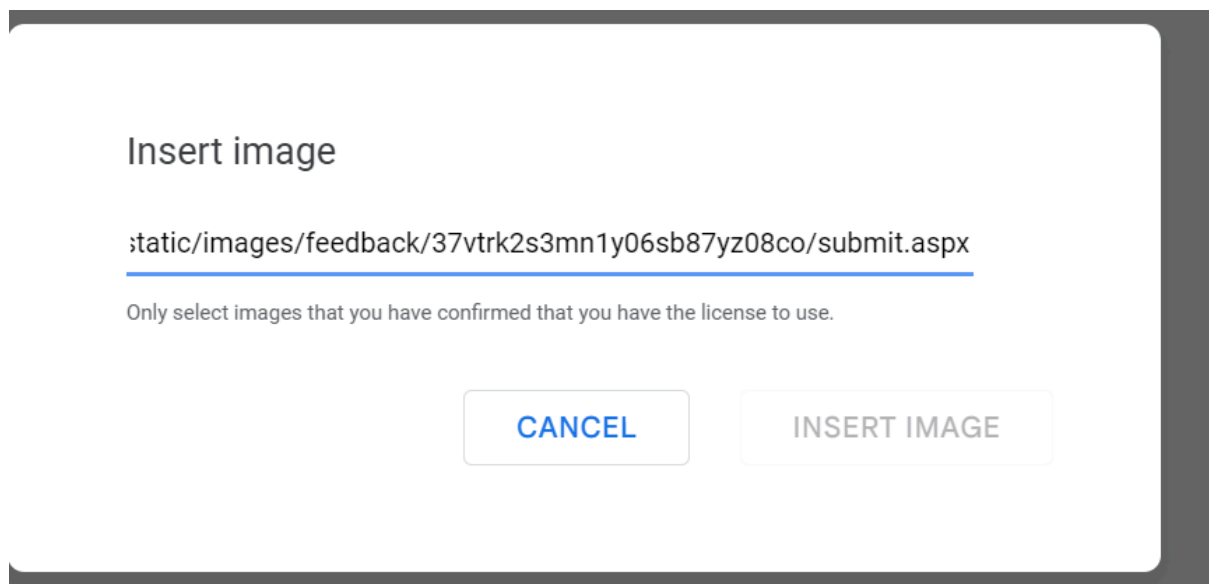 Insert image
static/images/feedback/37vtrk2s3mn1y06sb87yz08co/submit.aspx
Only select images that you have confirmed that you have the license to use.
CANCEL
INSERT IMAGE